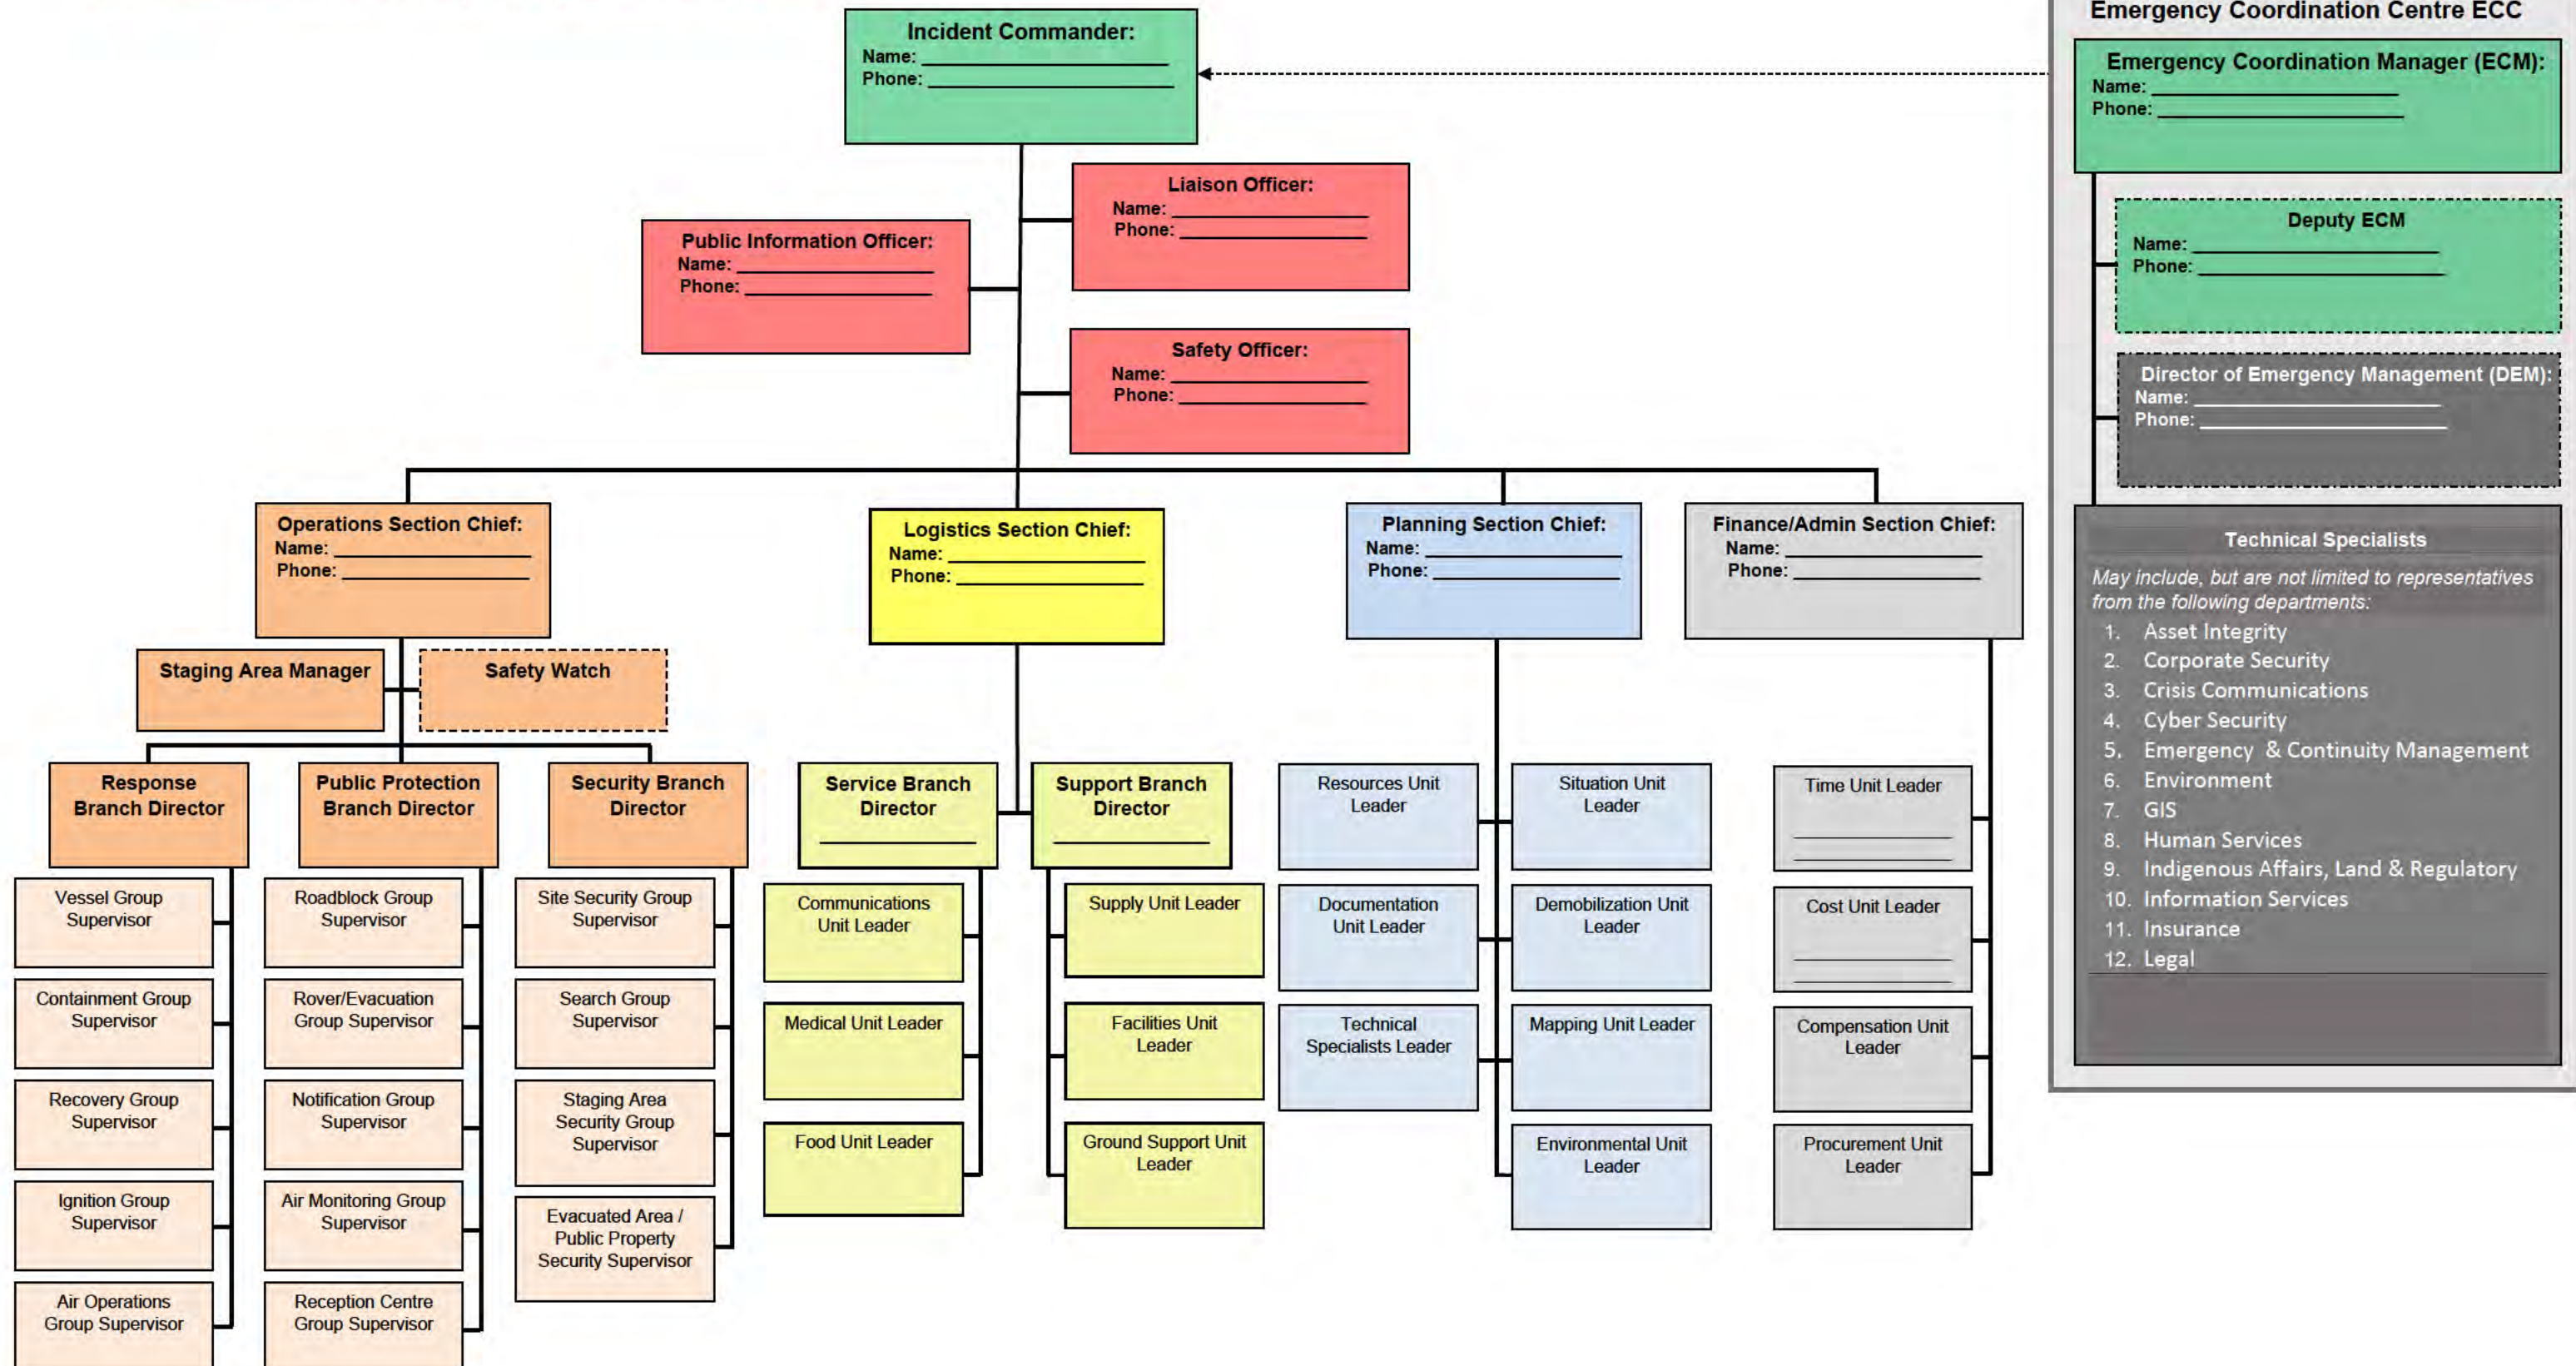 Emergency Coordination Centre ECC
Incident Commander:
Name:
Phone:
Emergency Coordination Manager (ECM):
Name:
Phone:
Liaison Officer:
Name:
Phone:
Public Information Officer:
Name:
Phone:
Deputy ECM
Name:
Phone:
Safety Officer:
Name:
Phone:
Director of Emergency Management (DEM):
Name:
Phone:
Operations Section Chief:
Name:
Phone:
Logistics Section Chief:
Name:
Phone:
Planning Section Chief:
Name:
Phone:
Finance/Admin Section Chief:
Name:
Phone:
Technical Specialists
May include, but are not limited to representatives
from the following departments:
1. Asset Integrity
2. Corporate Security
3. Crisis Communications
4. Cyber Security
5. Emergency & Continuity Management
6. Environment
7. GIS
8. Human Services
9. Indigenous Affairs, Land & Regulatory
10. Information Services
11. Insurance
12. Legal
Staging Area Manager
Safety Watch
Response
Branch Director
Public Protection
Branch Director
Security Branch
Director
Service Branch
Director
Support Branch
Director
Resources Unit
Leader
Situation Unit
Leader
Time Unit Leader
Vessel Group
Supervisor
Roadblock Group
Supervisor
Site Security Group
Supervisor
Communications
Unit Leader
Supply Unit Leader
Documentation
Unit Leader
Demobilization Unit
Leader
Cost Unit Leader
Containment Group
Supervisor
Rover/Evacuation
Group Supervisor
Search Group
Supervisor
Medical Unit Leader
Facilities Unit
Leader
Technical
Specialists Leader
Mapping Unit Leader
Compensation Unit
Leader
Recovery Group
Supervisor
Notification Group
Supervisor
Staging Area
Security Group
Supervisor
Food Unit Leader
Ground Support Unit
Leader
Environmental Unit
Leader
Procurement Unit
Leader
Ignition Group
Supervisor
Air Monitoring Group
Supervisor
Evacuated Area /
Public Property
Security Supervisor
Air Operations
Group Supervisor
Reception Centre
Group Supervisor